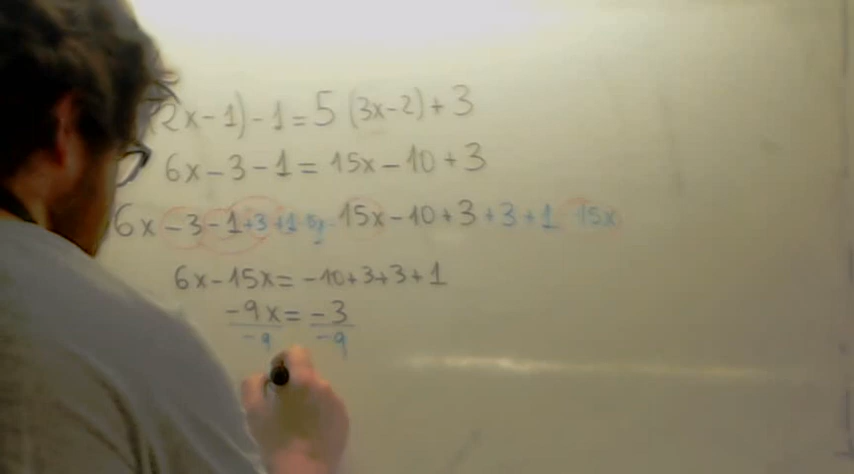 (2x-1)-1=5(3x-2)+3
6x-3-1=15x-10+3
6x-3-1+3+1 15x-10+3+3+1 15x
6x-15x=-10+3+3+1
-9x=-3
-9 -9